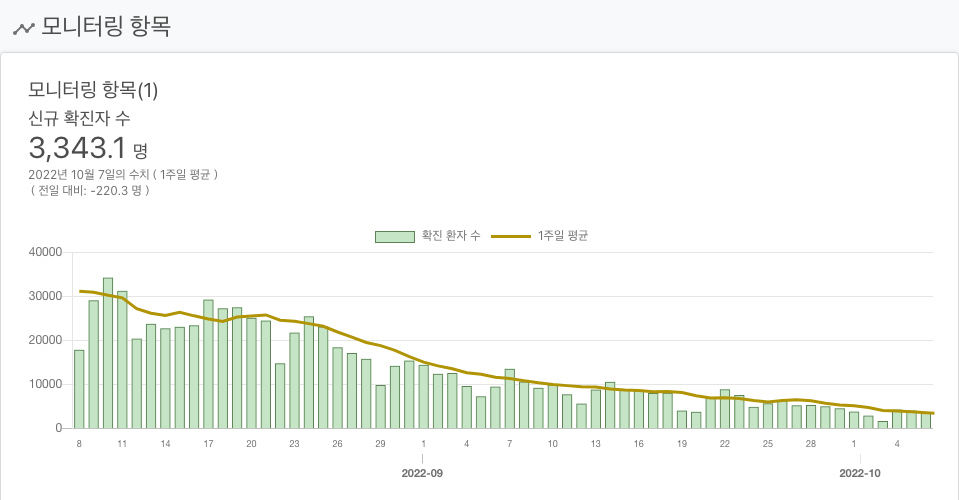 모니터링 항목
모니터링 항목(1)
신규 확진자 수
3,343.1 명
2022년 10월 7일의 수치 ( 1주일 평균 )
( 전일 대비: -220.3 명 )
확진 환자 수 1주일 평균
40000
30000
20000
10000
0
8 11 14 17 20 23 26 29 1 4 7 10 13 16 19 22 25 28 1 4
2022-09 2022-10